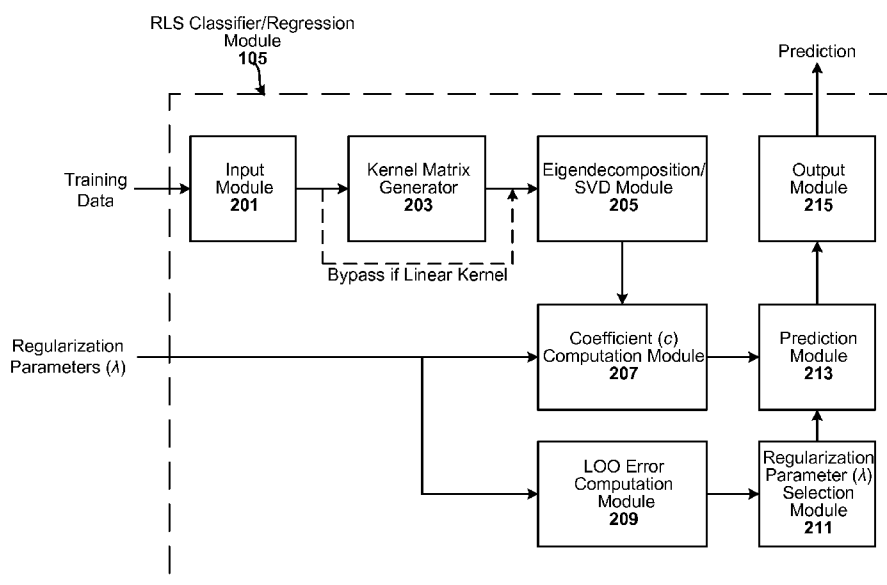 RLS Classifier/Regression
Module
105
Prediction
Training
Data
Input
Module
201
Kernel Matrix
Generator
203
Eigendecomposition/
SVD Module
205
Output
Module
215
Bypass if Linear Kernel
Regularization
Parameters (λ)
Coefficient (c)
Computation Module
207
Prediction
Module
213
LOO Error
Computation
Module
209
Regularization
Parameter (λ)
Selection
Module
211